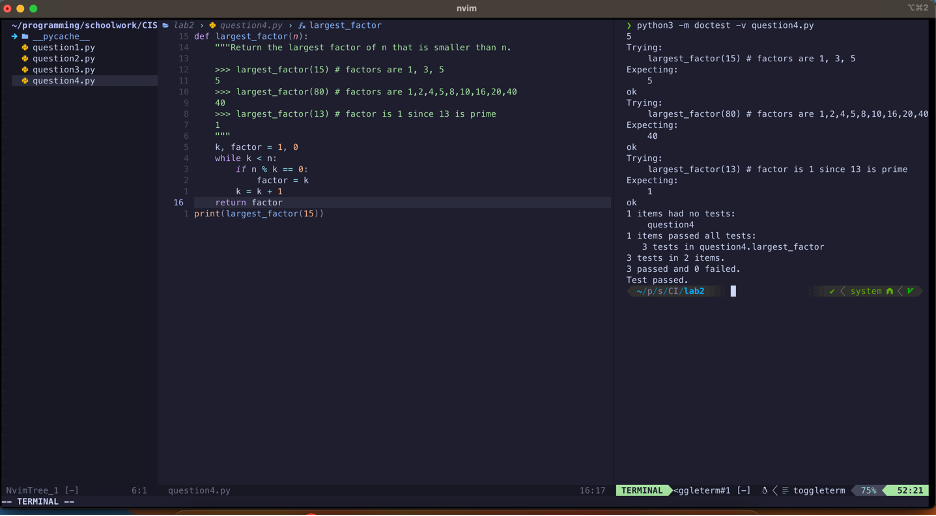 nvim
⌥⌘2
~/programming/schoolwork/CIS
__pycache__
question1.py
question2.py
question3.py
question4.py
lab2 › question4.py › largest_factor
15 def largest_factor(n):
14     """Return the largest factor of n that is smaller than n.
13
12     >>> largest_factor(15) # factors are 1, 3, 5
11     5
10     >>> largest_factor(80) # factors are 1,2,4,5,8,10,16,20,40
9     40
8     >>> largest_factor(13) # factor is 1 since 13 is prime
7     1
6     """
5     k, factor = 1, 0
4     while k < n:
3         if n % k == 0:
2             factor = k
1         k = k + 1
16     return factor
1 print(largest_factor(15))
❯ python3 -m doctest -v question4.py
5
Trying:
    largest_factor(15) # factors are 1, 3, 5
Expecting:
    5
ok
Trying:
    largest_factor(80) # factors are 1,2,4,5,8,10,16,20,40
Expecting:
    40
ok
Trying:
    largest_factor(13) # factor is 1 since 13 is prime
Expecting:
    1
ok
1 items had no tests:
    question4
1 items passed all tests:
   3 tests in question4.largest_factor
3 tests in 2 items.
3 passed and 0 failed.
Test passed.
~/p/s/CI/lab2
✔ system
NvimTree_1 [-] 6:1
question4.py 16:17
TERMINAL <ggleterm#1 [-] toggleterm 75% 52:21
-- TERMINAL --